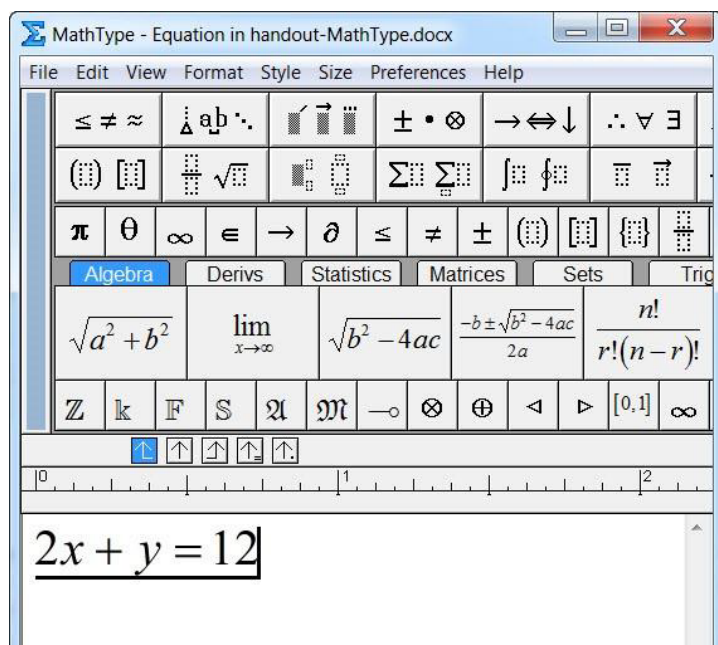 MathType - Equation in handout-MathType.docx
File Edit View Format Style Size Preferences Help
≤ ≠ ≈ ab ± • ⊗ → ⇔ ↓ ∴ ∀ ∃
( ) [ ] √ Σ Σ ∫ ∮
π θ ∞ ∈ → ∂ ≤ ≠ ± ( ) [ ] { }
Algebra Derivs Statistics Matrices Sets Trig
√(a² + b²) lim x→∞ √(b² − 4ac) (−b ± √(b² − 4ac))/(2a) n!/(r!(n − r)!)
ℤ 𝕜 𝔽 𝕊 𝔄 𝔐 ⊸ ⊗ ⊕ ⊲ ⊳ [0,1] ∞
0 1 2
2x + y = 12